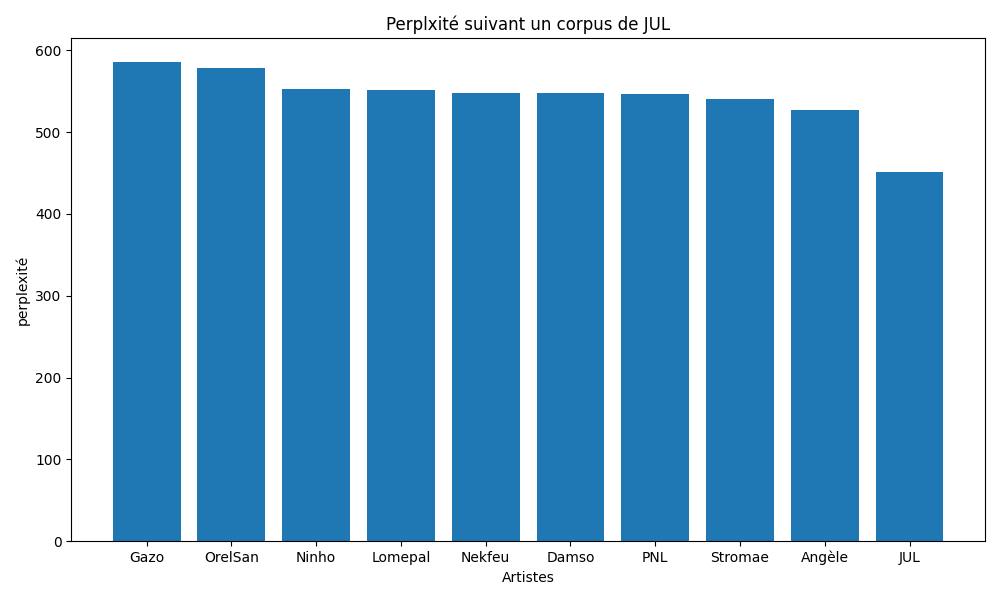 Perplxité suivant un corpus de JUL
600
500
400
300
200
100
0
perplexité
Gazo OrelSan Ninho Lomepal Nekfeu Damso PNL Stromae Angèle JUL
Artistes